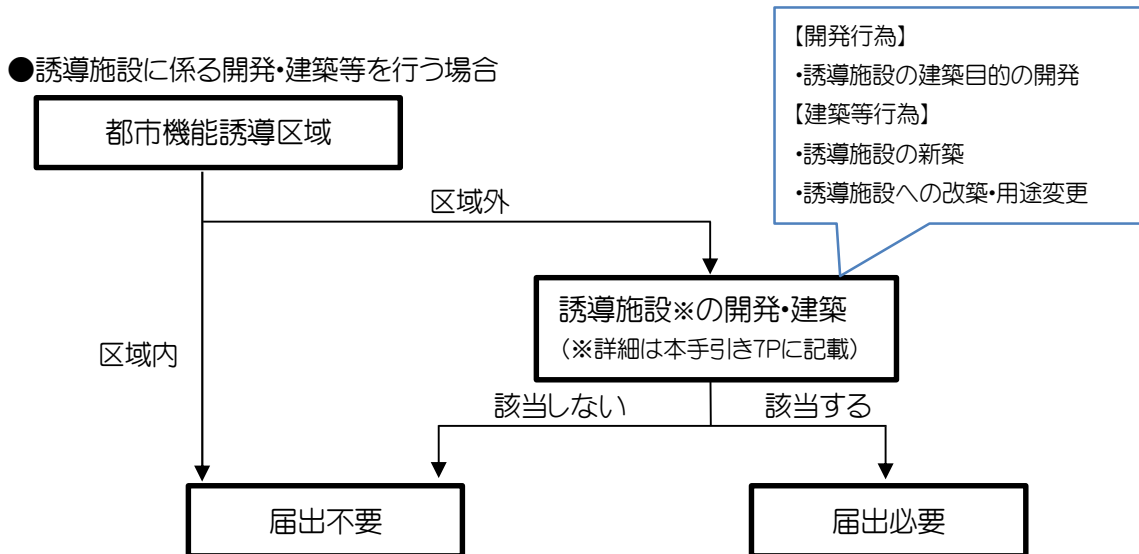 ●誘導施設に係る開発・建築等を行う場合
【開発行為】
・誘導施設の建築目的の開発
【建築等行為】
・誘導施設の新築
・誘導施設への改築・用途変更
都市機能誘導区域
区域外
区域内
誘導施設※の開発・建築
（※詳細は本手引き7Pに記載）
該当しない
該当する
届出不要
届出必要